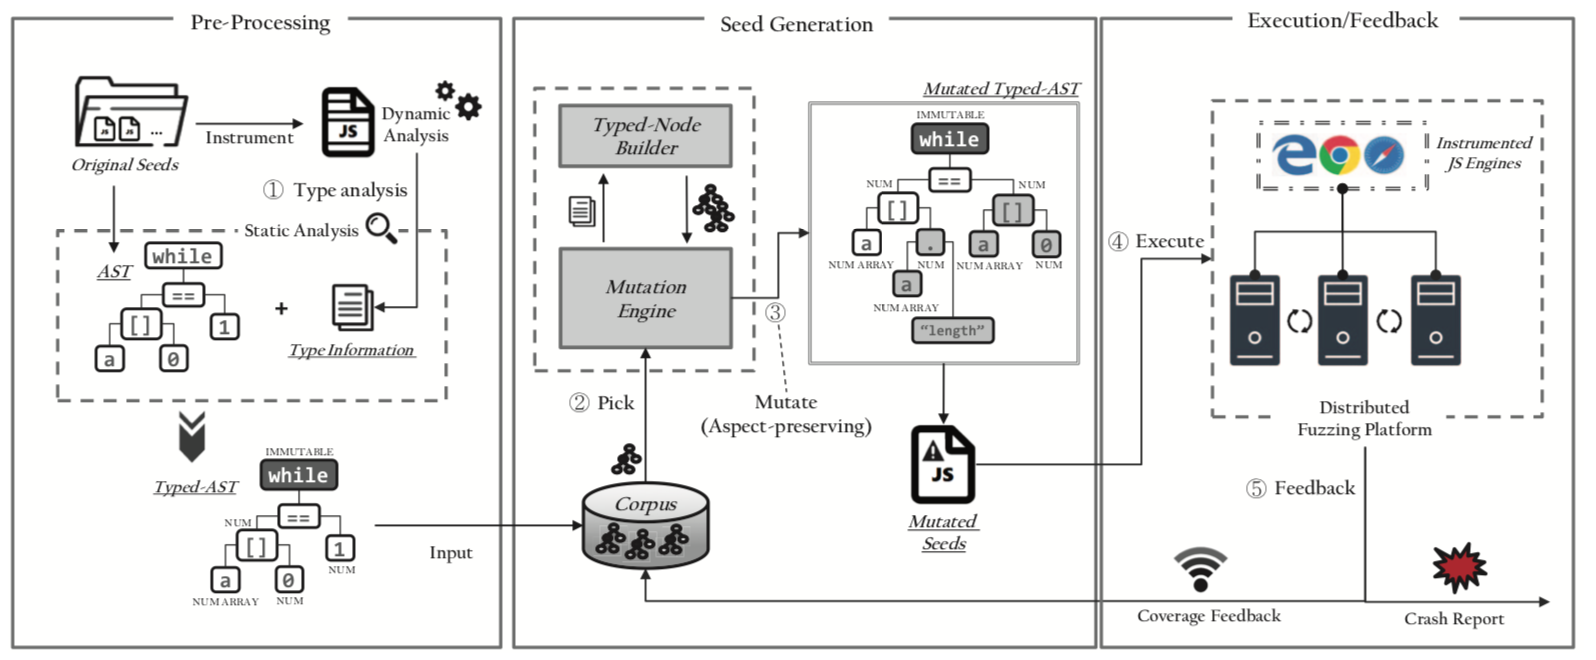 Pre-Processing
Original Seeds
JS
JS
...
Instrument
JS
Dynamic
Analysis
① Type analysis
Static Analysis
AST
while
==
[]
1
a
0
+
Type Information
Typed-AST
IMMUTABLE
while
==
NUM
[]
1
NUM
a
0
NUM ARRAY
NUM
Input
Seed Generation
Typed-Node
Builder
Mutation
Engine
② Pick
Corpus
③
Mutate
(Aspect-preserving)
Mutated Typed-AST
IMMUTABLE
while
==
NUM
NUM
[]
[]
a
.
a
0
NUM ARRAY
NUM
NUM ARRAY
NUM
a
NUM ARRAY
“length”
JS
Mutated
Seeds
Execution/Feedback
Instrumented
JS Engines
④ Execute
Distributed
Fuzzing Platform
⑤ Feedback
Coverage Feedback
Crash Report